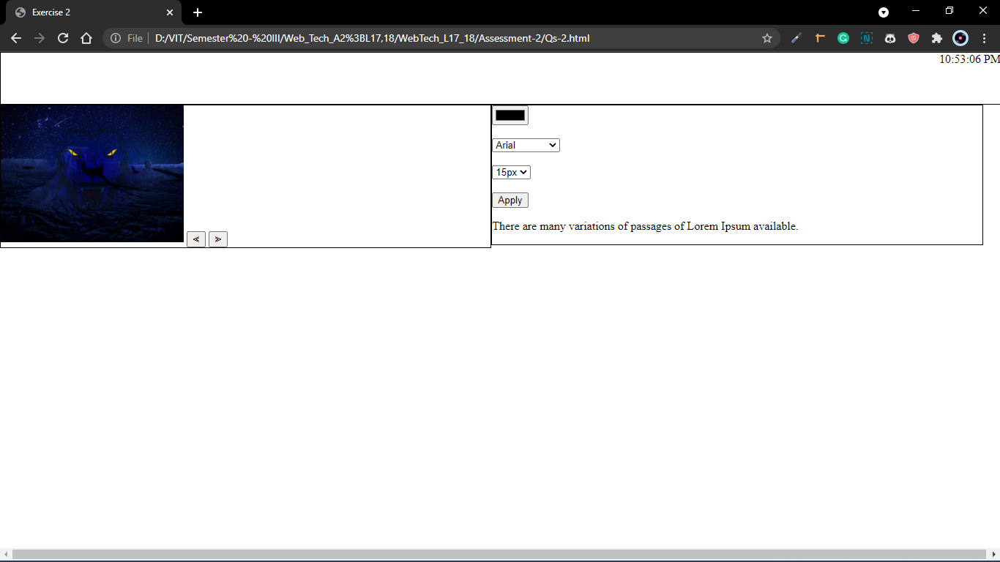 Exercise 2
File
D:/VIT/Semester%20-%20III/Web_Tech_A2%3BL17,18/WebTech_L17_18/Assessment-2/Qs-2.html
10:53:06 PM
Arial
15px
Apply
There are many variations of passages of Lorem Ipsum available.
⋖ ⋗